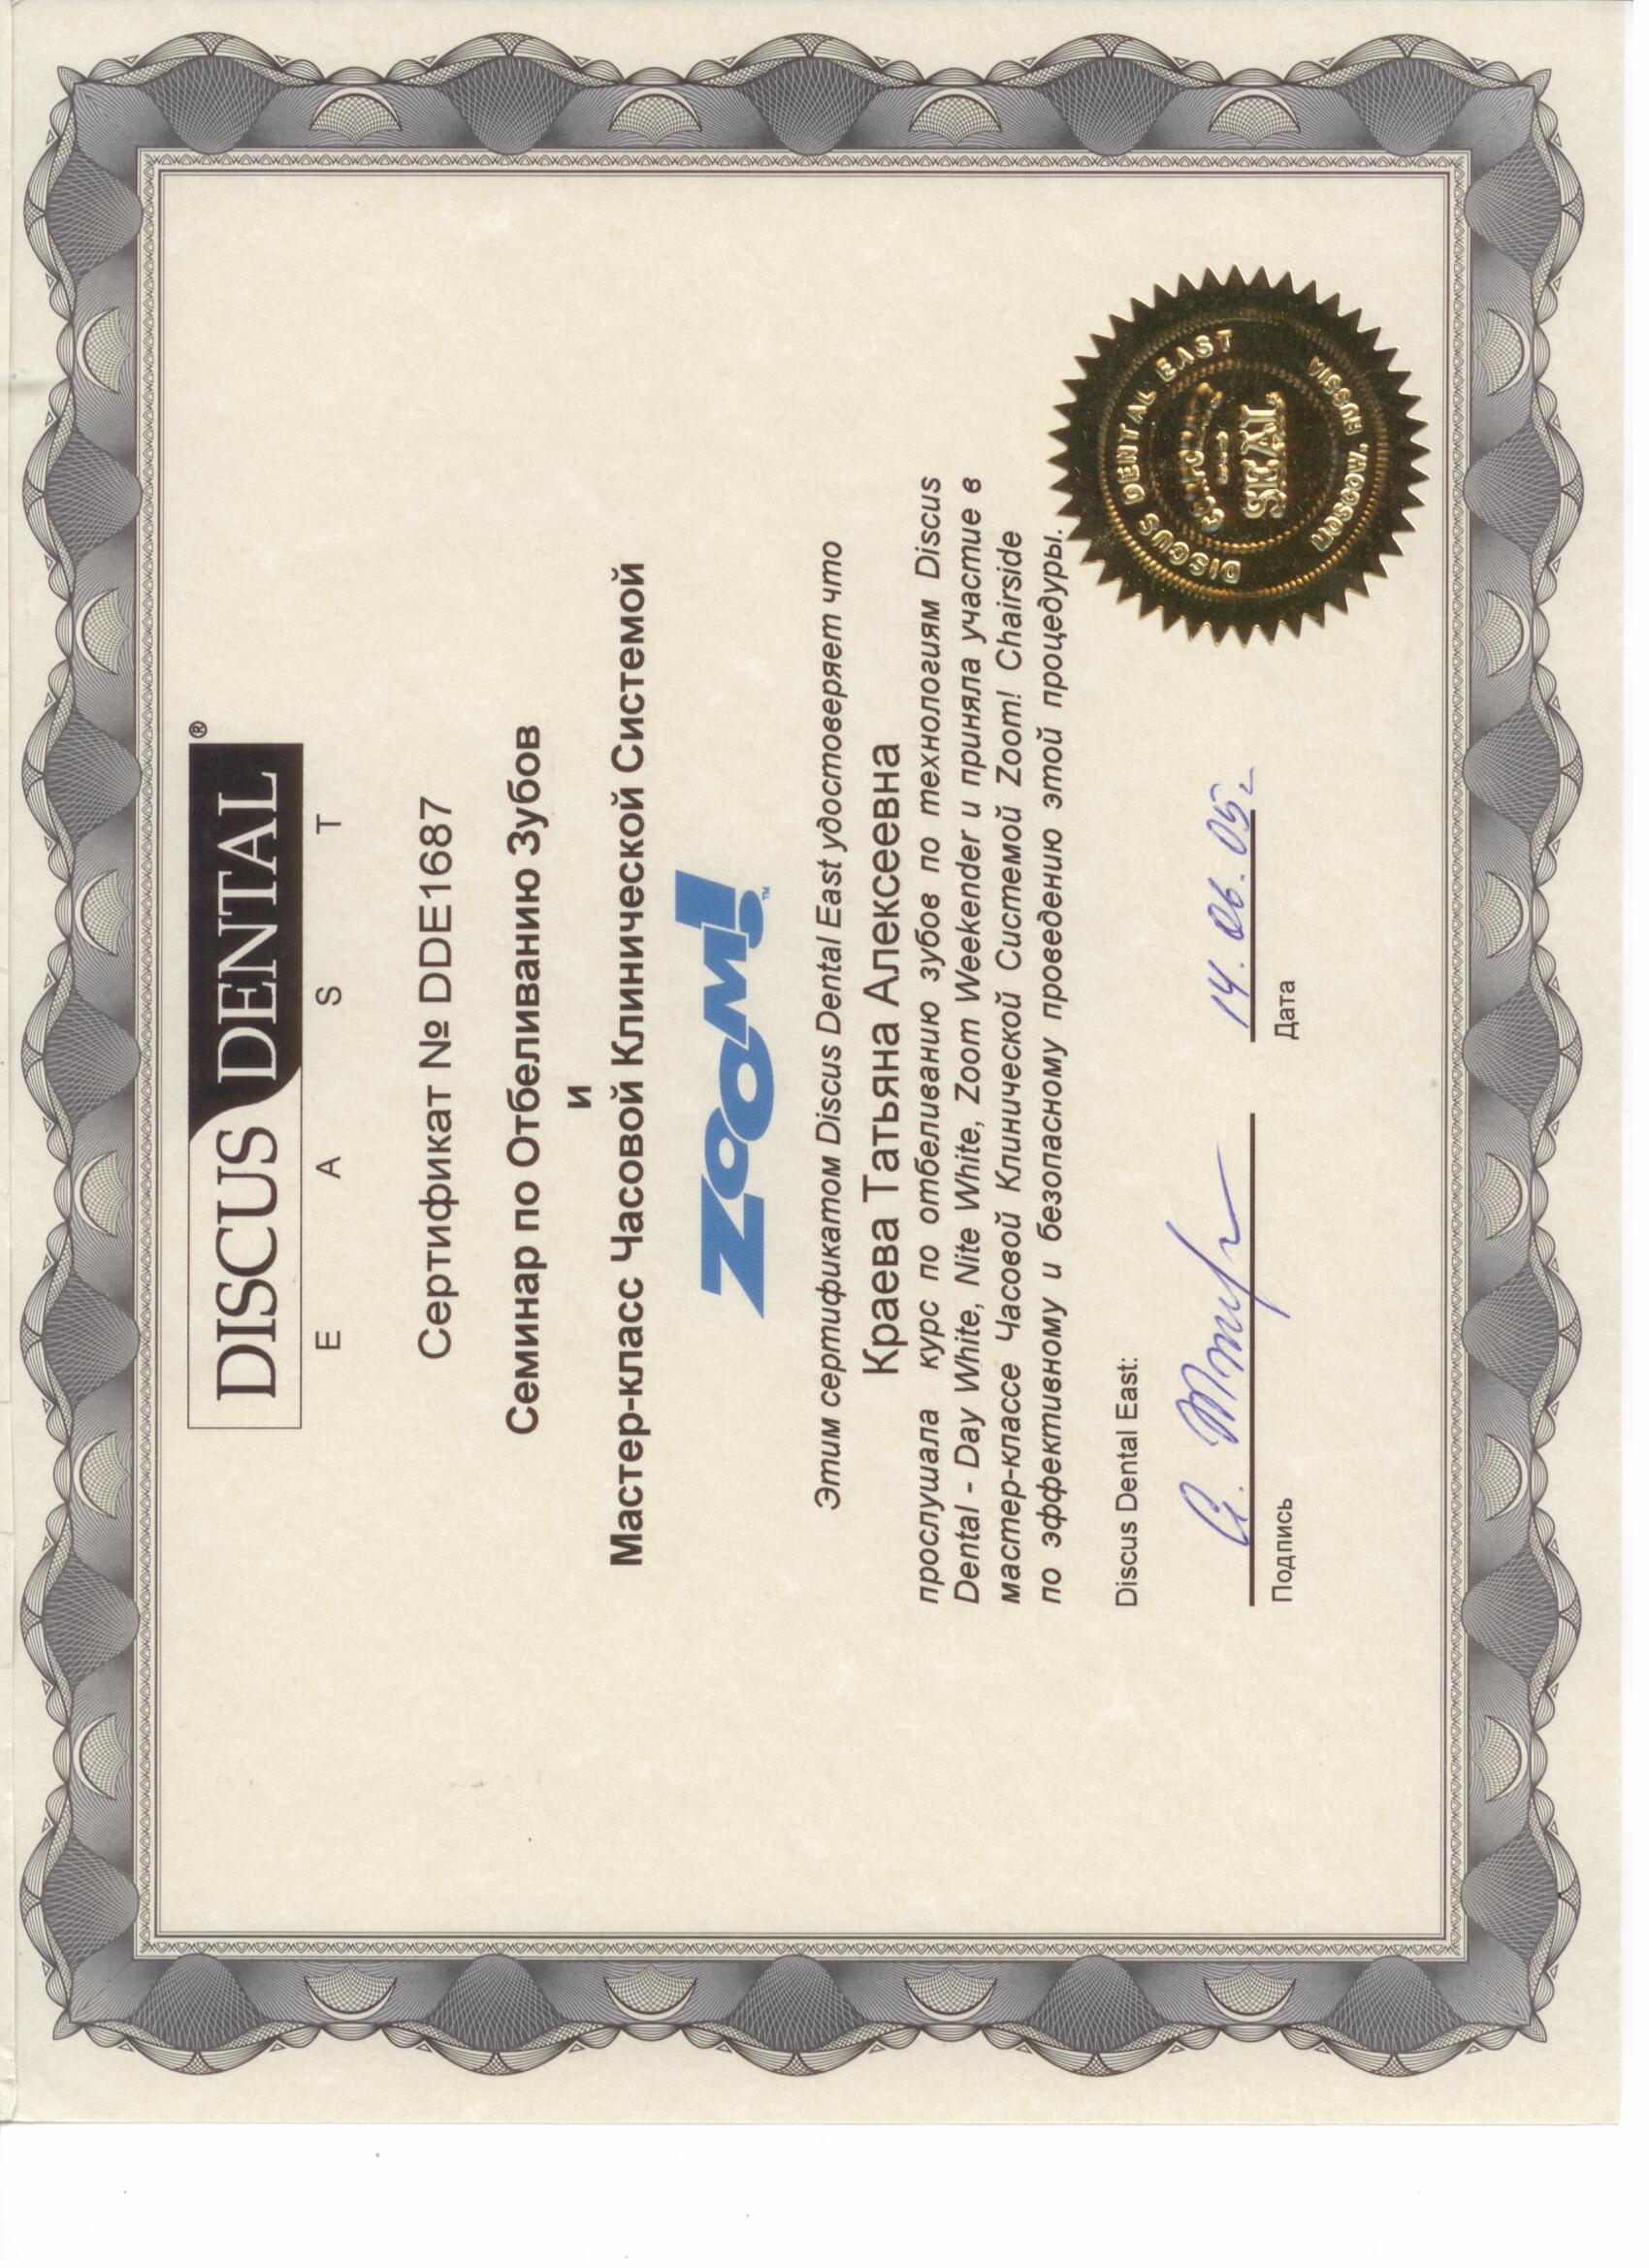 DISCUS DENTAL®
E A S T
Сертификат № DDE1687
Семинар по Отбеливанию Зубов
и
Мастер-класс Часовой Клинической Системой
ZOOM!™
Этим сертификатом Discus Dental East удостоверяет что
Краева Татьяна Алексеевна
прослушала курс по отбеливанию зубов по технологиям Discus
Dental - Day White, Nite White, Zoom Weekender и приняла участие в
мастер-классе Часовой Клинической Системой Zoom! Chairside
по эффективному и безопасному проведению этой процедуры.
Discus Dental East:
14.06.05г
Подпись
Дата
DISCUS DENTAL EAST
SEAL
MOSCOW, RUSSIA